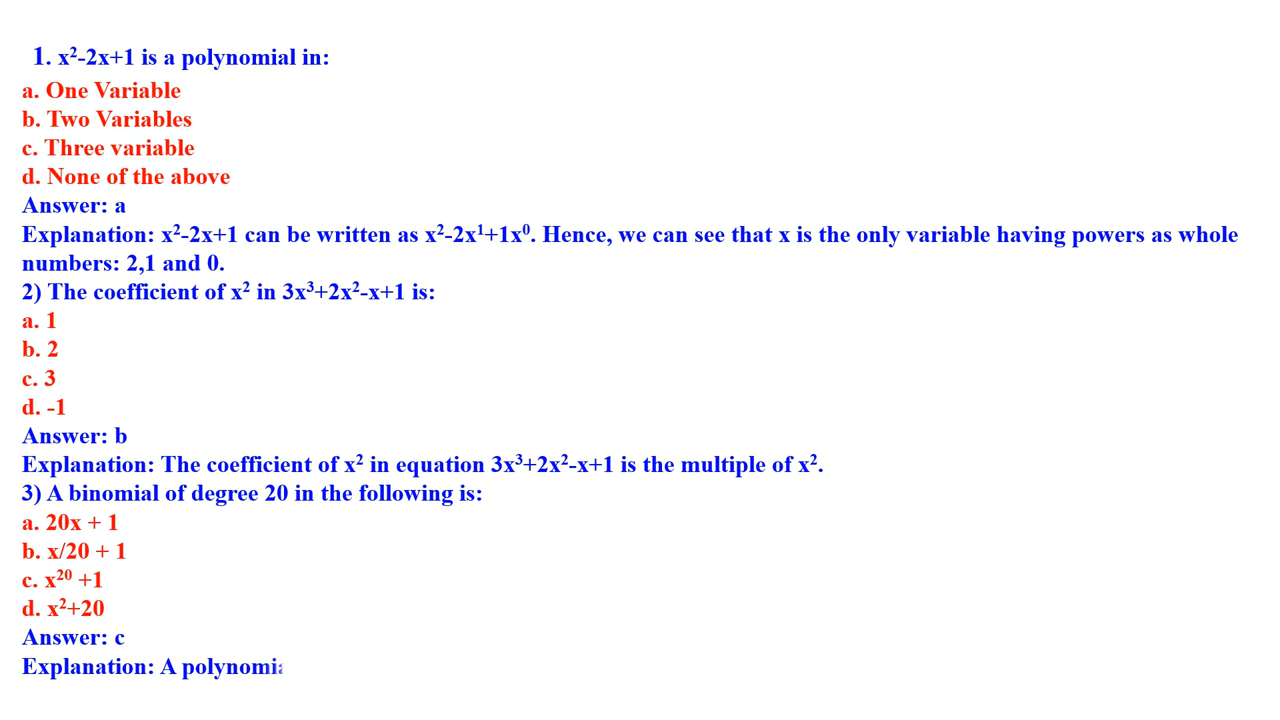 1. x²-2x+1 is a polynomial in:
a. One Variable
b. Two Variables
c. Three variable
d. None of the above
Answer: a
Explanation: x²-2x+1 can be written as x²-2x¹+1x⁰. Hence, we can see that x is the only variable having powers as whole
numbers: 2,1 and 0.
2) The coefficient of x² in 3x³+2x²-x+1 is:
a. 1
b. 2
c. 3
d. -1
Answer: b
Explanation: The coefficient of x² in equation 3x³+2x²-x+1 is the multiple of x².
3) A binomial of degree 20 in the following is:
a. 20x + 1
b. x/20 + 1
c. x²⁰ +1
d. x²+20
Answer: c
Explanation: A